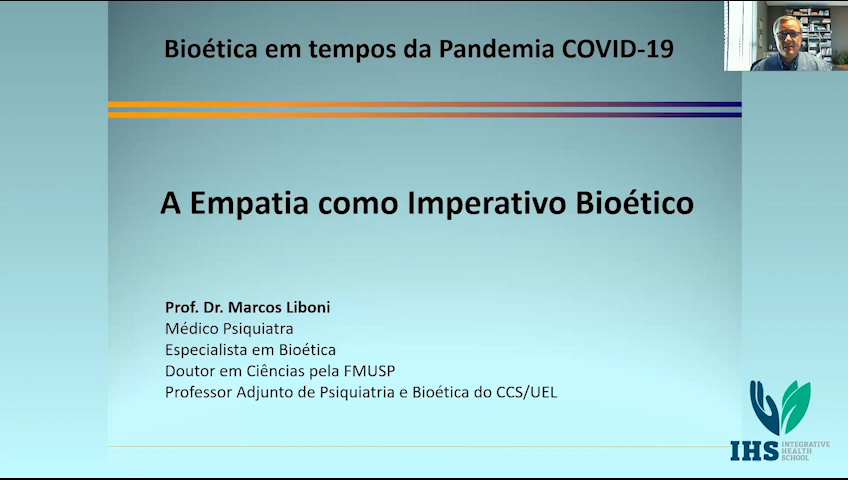 Bioética em tempos da Pandemia COVID-19
A Empatia como Imperativo Bioético
Prof. Dr. Marcos Liboni
Médico Psiquiatra
Especialista em Bioética
Doutor em Ciências pela FMUSP
Professor Adjunto de Psiquiatria e Bioética do CCS/UEL
IHS
INTEGRATIVE
HEALTH
SCHOOL